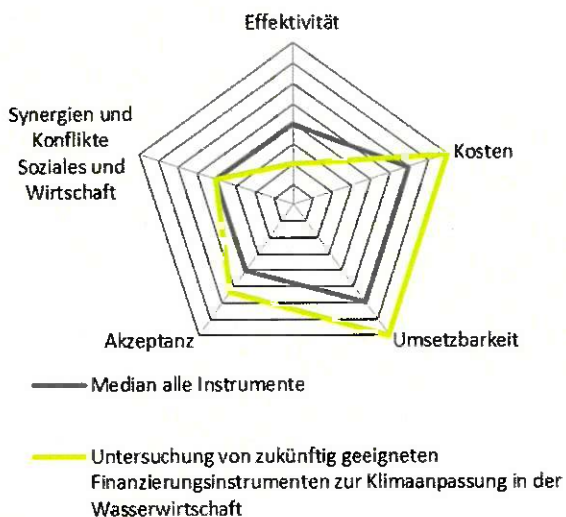 Effektivität
Synergien und
Konflikte
Soziales und
Wirtschaft
Kosten
Akzeptanz
Umsetzbarkeit
Median alle Instrumente
Untersuchung von zukünftig geeigneten
Finanzierungsinstrumenten zur Klimaanpassung in der
Wasserwirtschaft